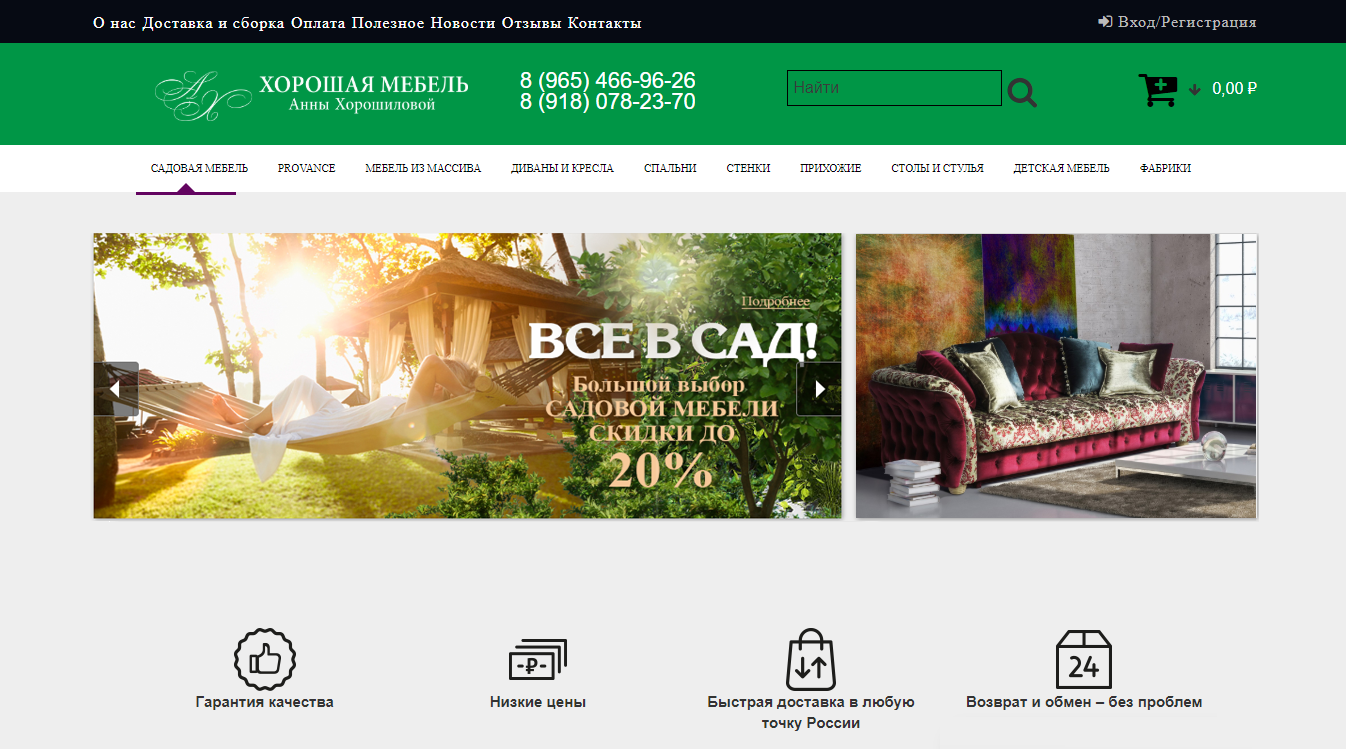 О нас Доставка и сборка Оплата Полезное Новости Отзывы Контакты
Вход/Регистрация
АХ
ХОРОШАЯ МЕБЕЛЬ
Анны Хорошиловой
8 (965) 466-96-26
8 (918) 078-23-70
Найти
0,00 ₽
САДОВАЯ МЕБЕЛЬ PROVANCE МЕБЕЛЬ ИЗ МАССИВА ДИВАНЫ И КРЕСЛА СПАЛЬНИ СТЕНКИ ПРИХОЖИЕ СТОЛЫ И СТУЛЬЯ ДЕТСКАЯ МЕБЕЛЬ ФАБРИКИ
Подробнее
ВСЕ В САД!
Большой выбор
САДОВОЙ МЕБЕЛИ
СКИДКИ ДО
20%
-₽-
24
Гарантия качества
Низкие цены
Быстрая доставка в любую
точку России
Возврат и обмен – без проблем